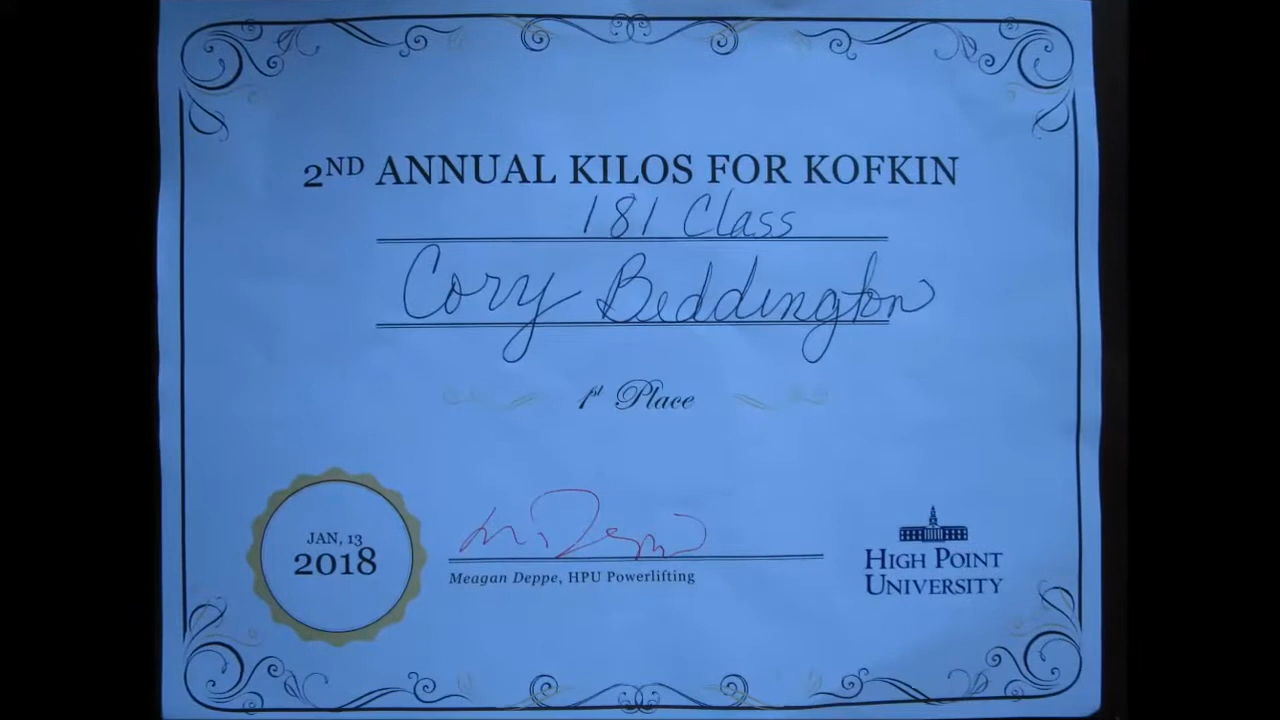 2ND ANNUAL KILOS FOR KOFKIN
181 Class
Cory Beddington
1st Place
JAN, 13
2018
Meagan Deppe, HPU Powerlifting
HIGH POINT
UNIVERSITY